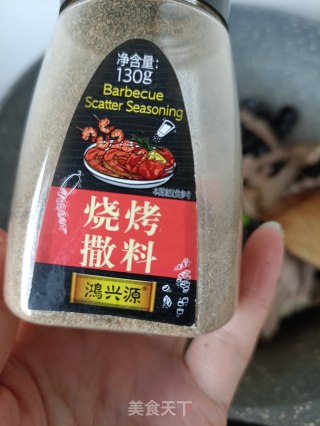 净含量:
130g
Barbecue
Scatter Seasoning
本图案仅供参考
烧烤
撒料
鴻兴源
美食天下